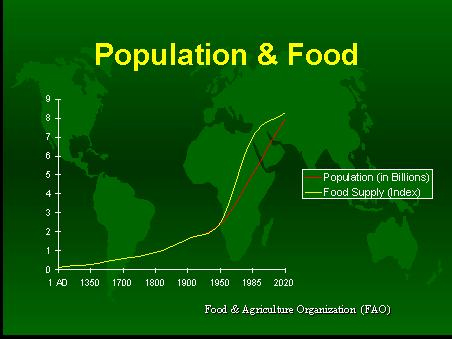 Population & Food
9
8
7
6
5
4
3
2
1
0
1 AD 1350 1700 1800 1900 1950 1985 2020
Population (in Billions)
Food Supply (Index)
Food & Agriculture Organization (FAO)